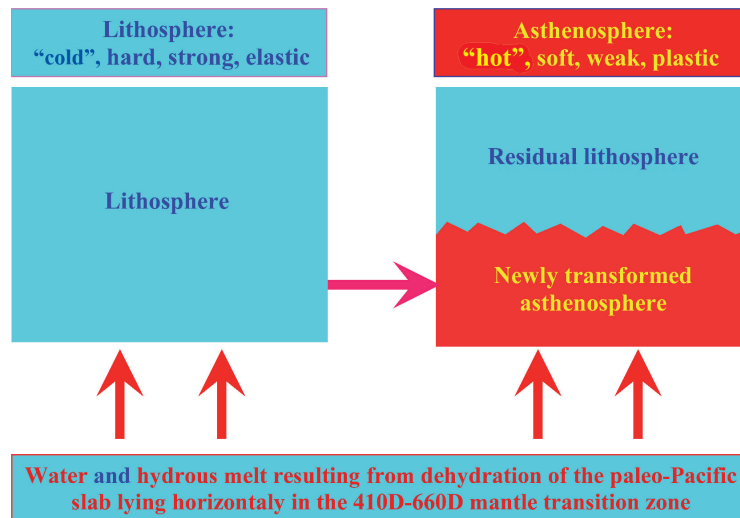 Lithosphere:
“cold”, hard, strong, elastic
Asthenosphere:
“hot”, soft, weak, plastic
Lithosphere
Residual lithosphere
Newly transformed
asthenosphere
Water and hydrous melt resulting from dehydration of the paleo-Pacific
slab lying horizontaly in the 410D-660D mantle transition zone